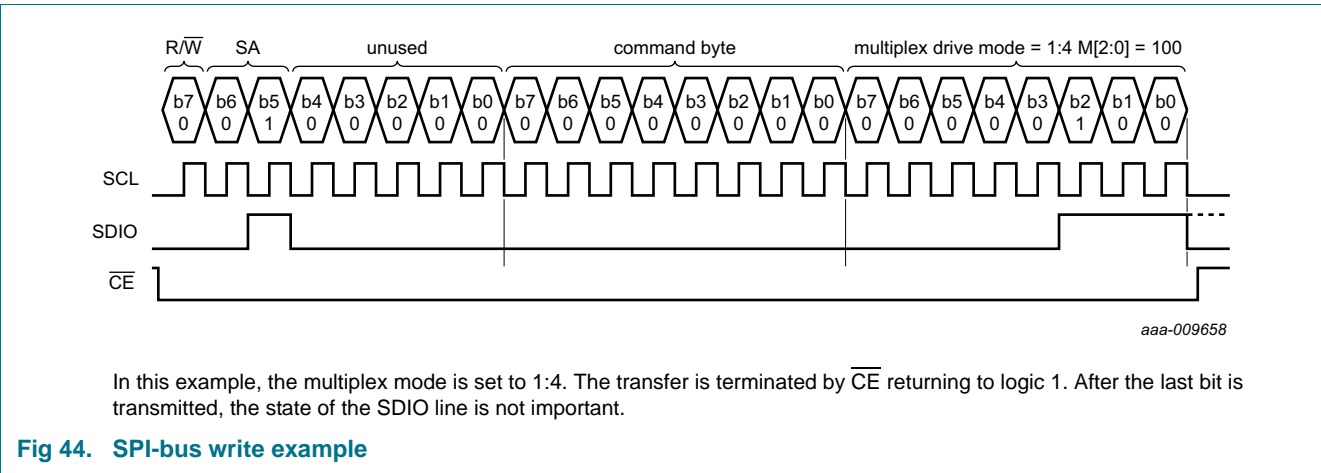 R/W SA unused command byte multiplex drive mode = 1:4 M[2:0] = 100
b7 b6 b5 b4 b3 b2 b1 b0 b7 b6 b5 b4 b3 b2 b1 b0 b7 b6 b5 b4 b3 b2 b1 b0
0 0 1 0 0 0 0 0 0 0 0 0 0 0 0 0 0 0 0 0 0 1 0 0
SCL
SDIO
CE
aaa-009658
In this example, the multiplex mode is set to 1:4. The transfer is terminated by CE returning to logic 1. After the last bit is
transmitted, the state of the SDIO line is not important.
Fig 44. SPI-bus write example